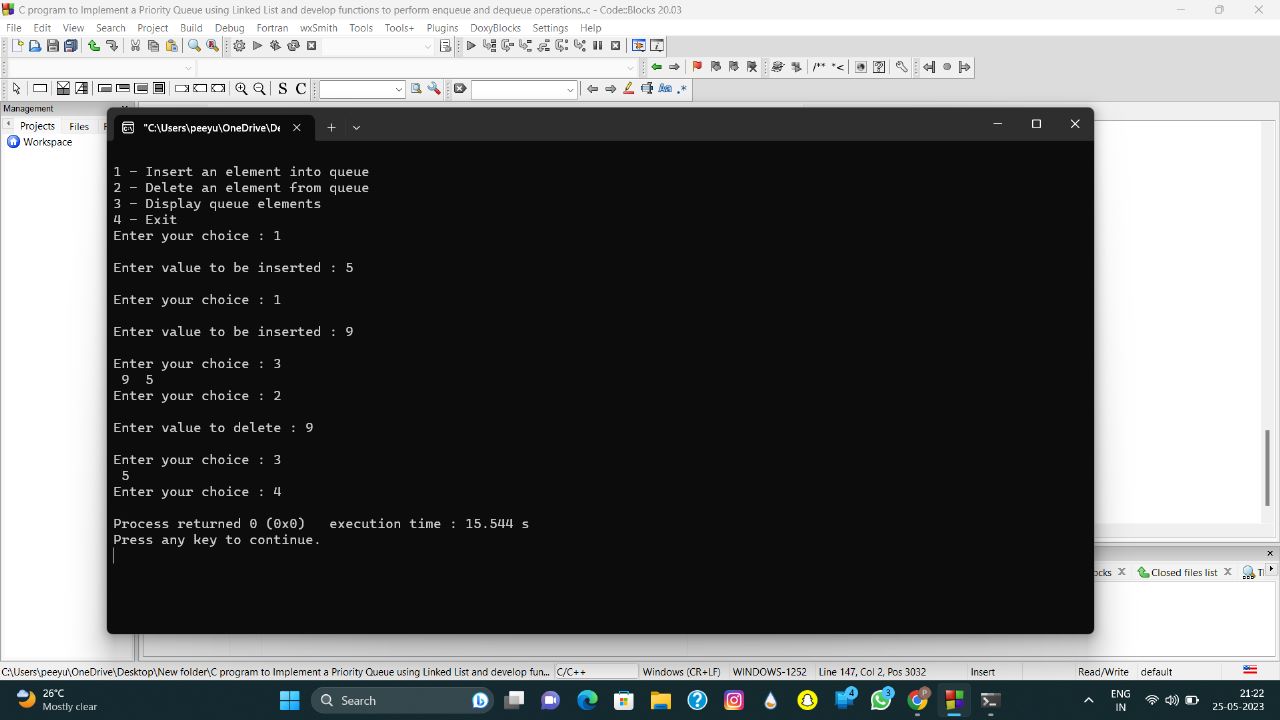 C program to Implement a Priority Queue using Linked List and develop functions to perform enqueue and dequeue operations..c - Code::Blocks 20.03
File Edit View Search Project Build Debug Fortran wxSmith Tools Tools+ Plugins DoxyBlocks Settings Help
/** *<
S C
Aa .*
Management
Projects Files F
Workspace
"C:\Users\peeyu\OneDrive\De
1 - Insert an element into queue
2 - Delete an element from queue
3 - Display queue elements
4 - Exit
Enter your choice : 1
Enter value to be inserted : 5
Enter your choice : 1
Enter value to be inserted : 9
Enter your choice : 3
9 5
Enter your choice : 2
Enter value to delete : 9
Enter your choice : 3
5
Enter your choice : 4
Process returned 0 (0x0) execution time : 15.544 s
Press any key to continue.
ocks Closed files list
C:\Users\peeyu\OneDrive\Desktop\New folder\C program to Implement a Priority Queue using Linked List and develop fun... C/C++ Windows (CR+LF) WINDOWS-1252 Line 147, Col 2, Pos 3032 Insert Read/Write default
26°C
Mostly clear
Search
4
3
P
ENG
IN
21:22
25-05-2023